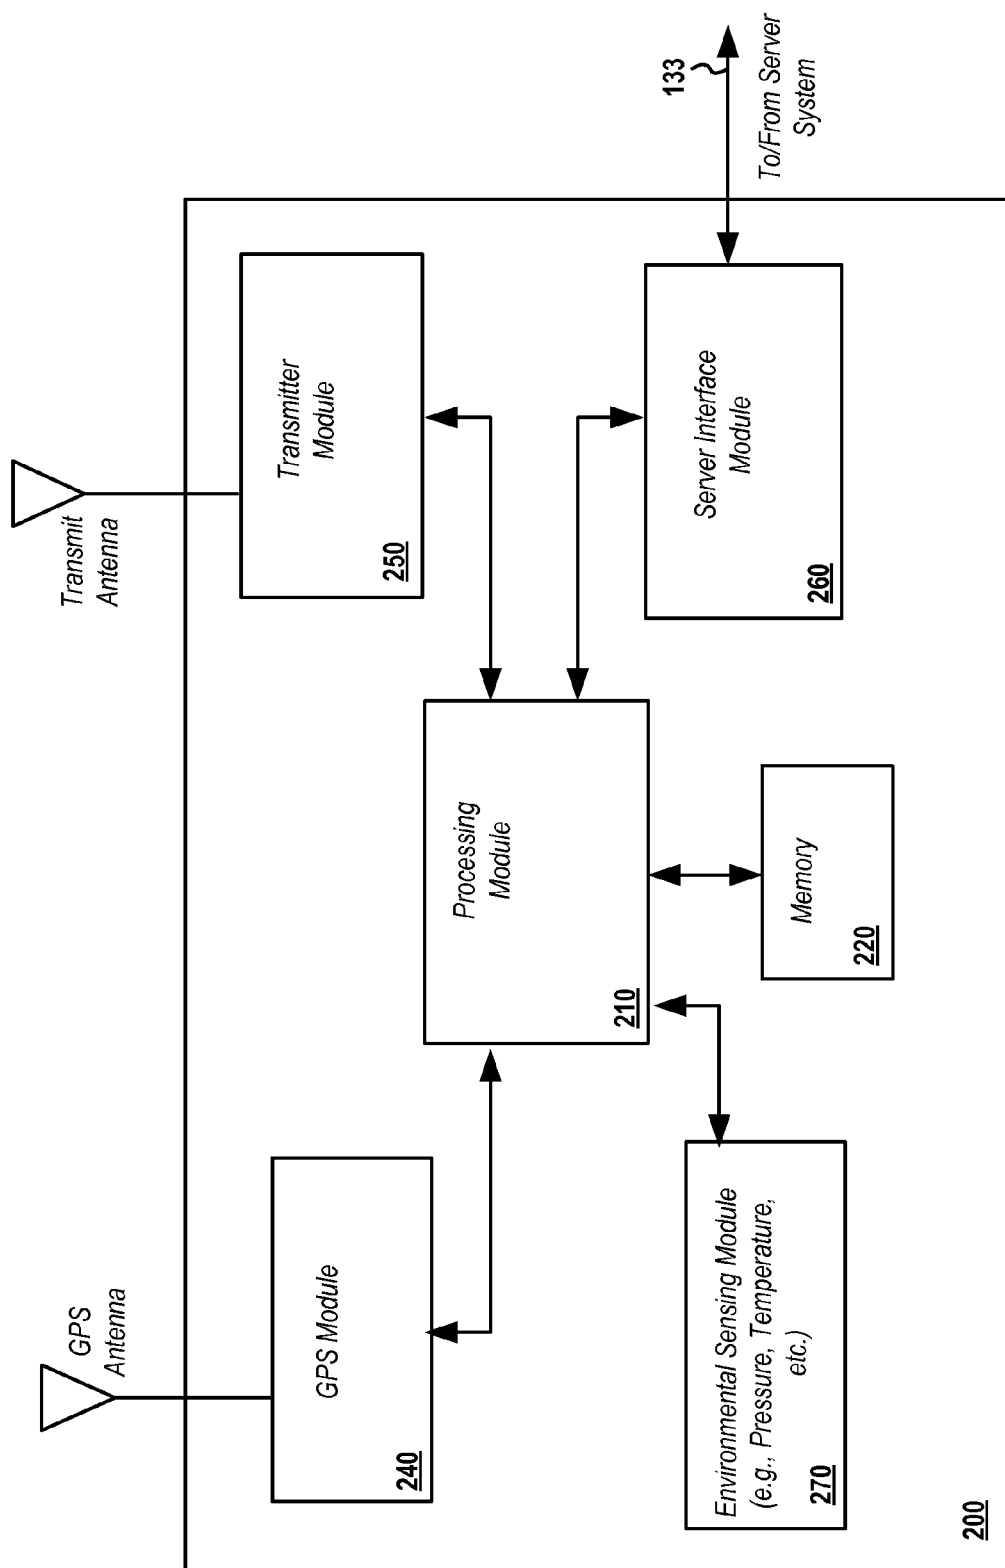 GPS
Antenna
Transmit
Antenna
GPS Module
240
Transmitter
Module
250
Processing
Module
210
133
To/From Server
System
Environmental Sensing Module
(e.g., Pressure, Temperature,
etc.)
270
Memory
220
Server Interface
Module
260
200